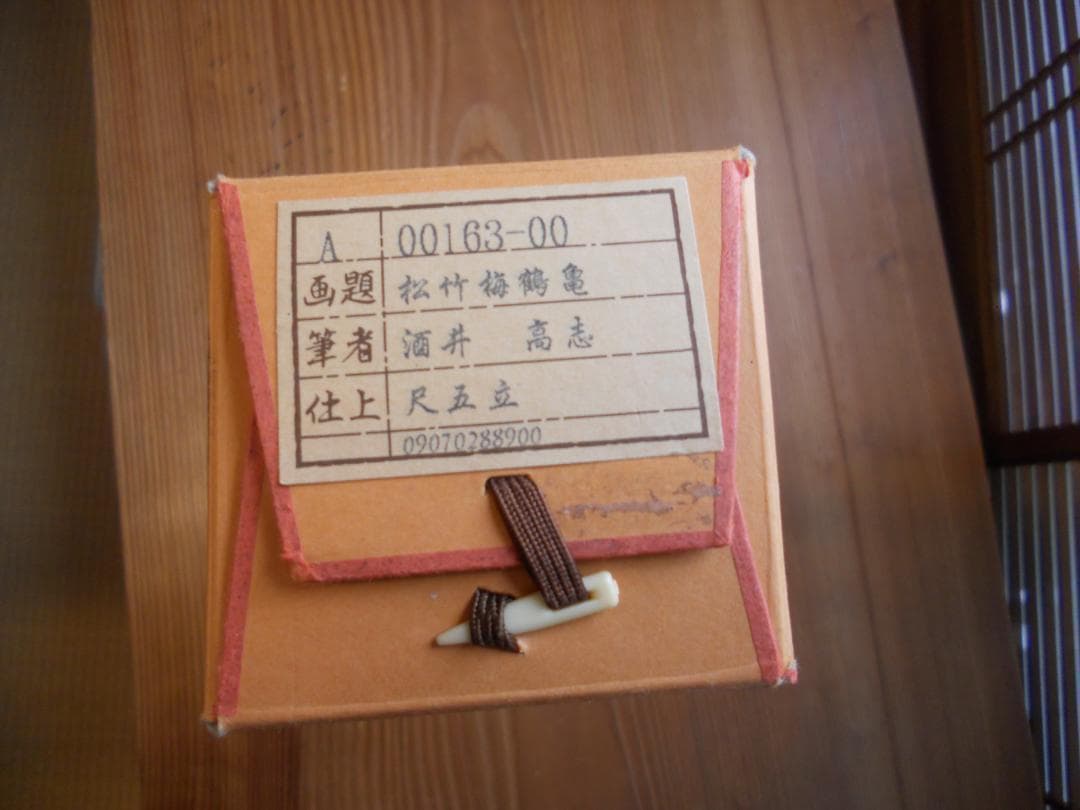 A 00163-00
画題 松竹梅鶴亀
筆者 酒井 高志
仕上 尺五立
09070288900